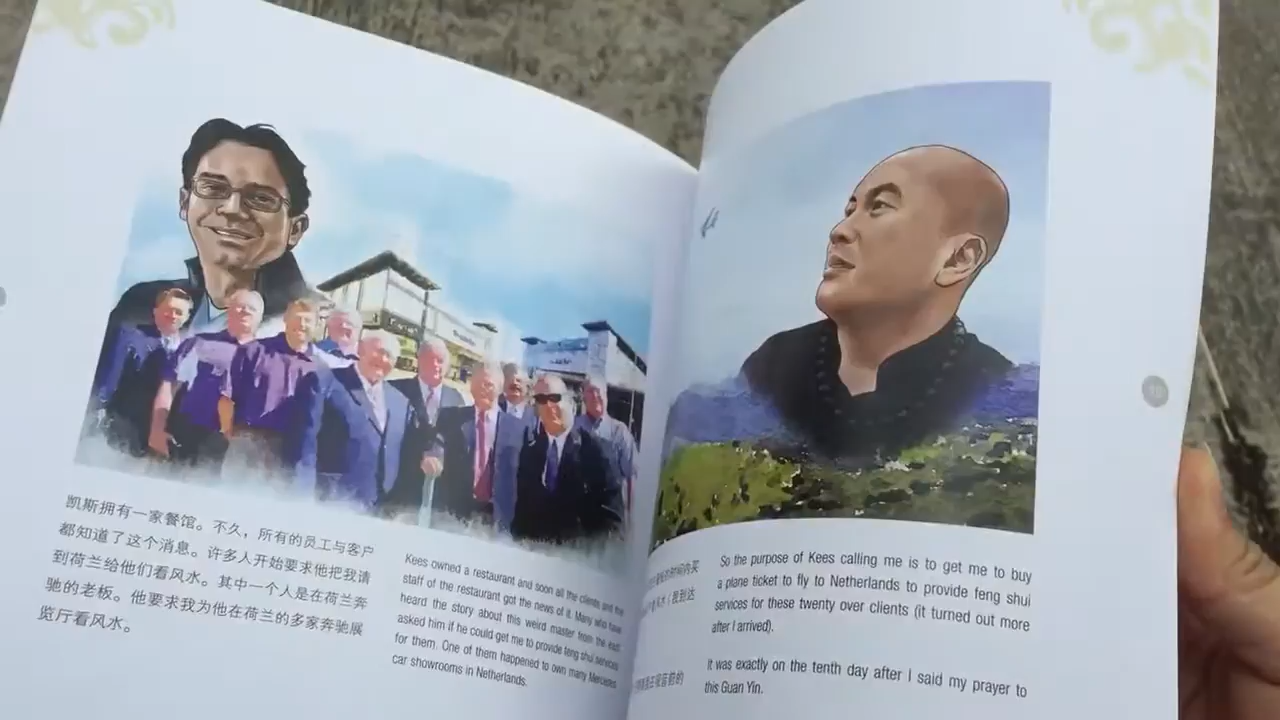 凯斯拥有一家餐馆。不久，所有的员工与客户
都知道了这个消息。许多人开始要求他把我请
到荷兰给他们看风水。其中一个人是在荷兰奔
驰的老板。他要求我为他在荷兰的多家奔驰展
览厅看风水。
Kees owned a restaurant and soon all the clients and the
staff of the restaurant got the news of it. Many who have
heard the story about this weird master from the east
asked him if he could get me to provide feng shui services
for them. One of them happened to own many Mercedes
car showrooms in Netherlands.
的时间内买
我到达
So the purpose of Kees calling me is to get me to buy
a plane ticket to fly to Netherlands to provide feng shui
services for these twenty over clients (it turned out more
after I arrived).
It was exactly on the tenth day after I said my prayer to
this Guan Yin.